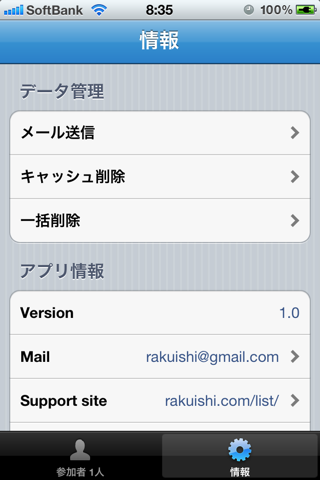 SoftBank 8:35 100%
情報
データ管理
メール送信
キャッシュ削除
一括削除
アプリ情報
Version 1.0
Mail rakuishi@gmail.com
Support site rakuishi.com/list/
参加者 1人 情報